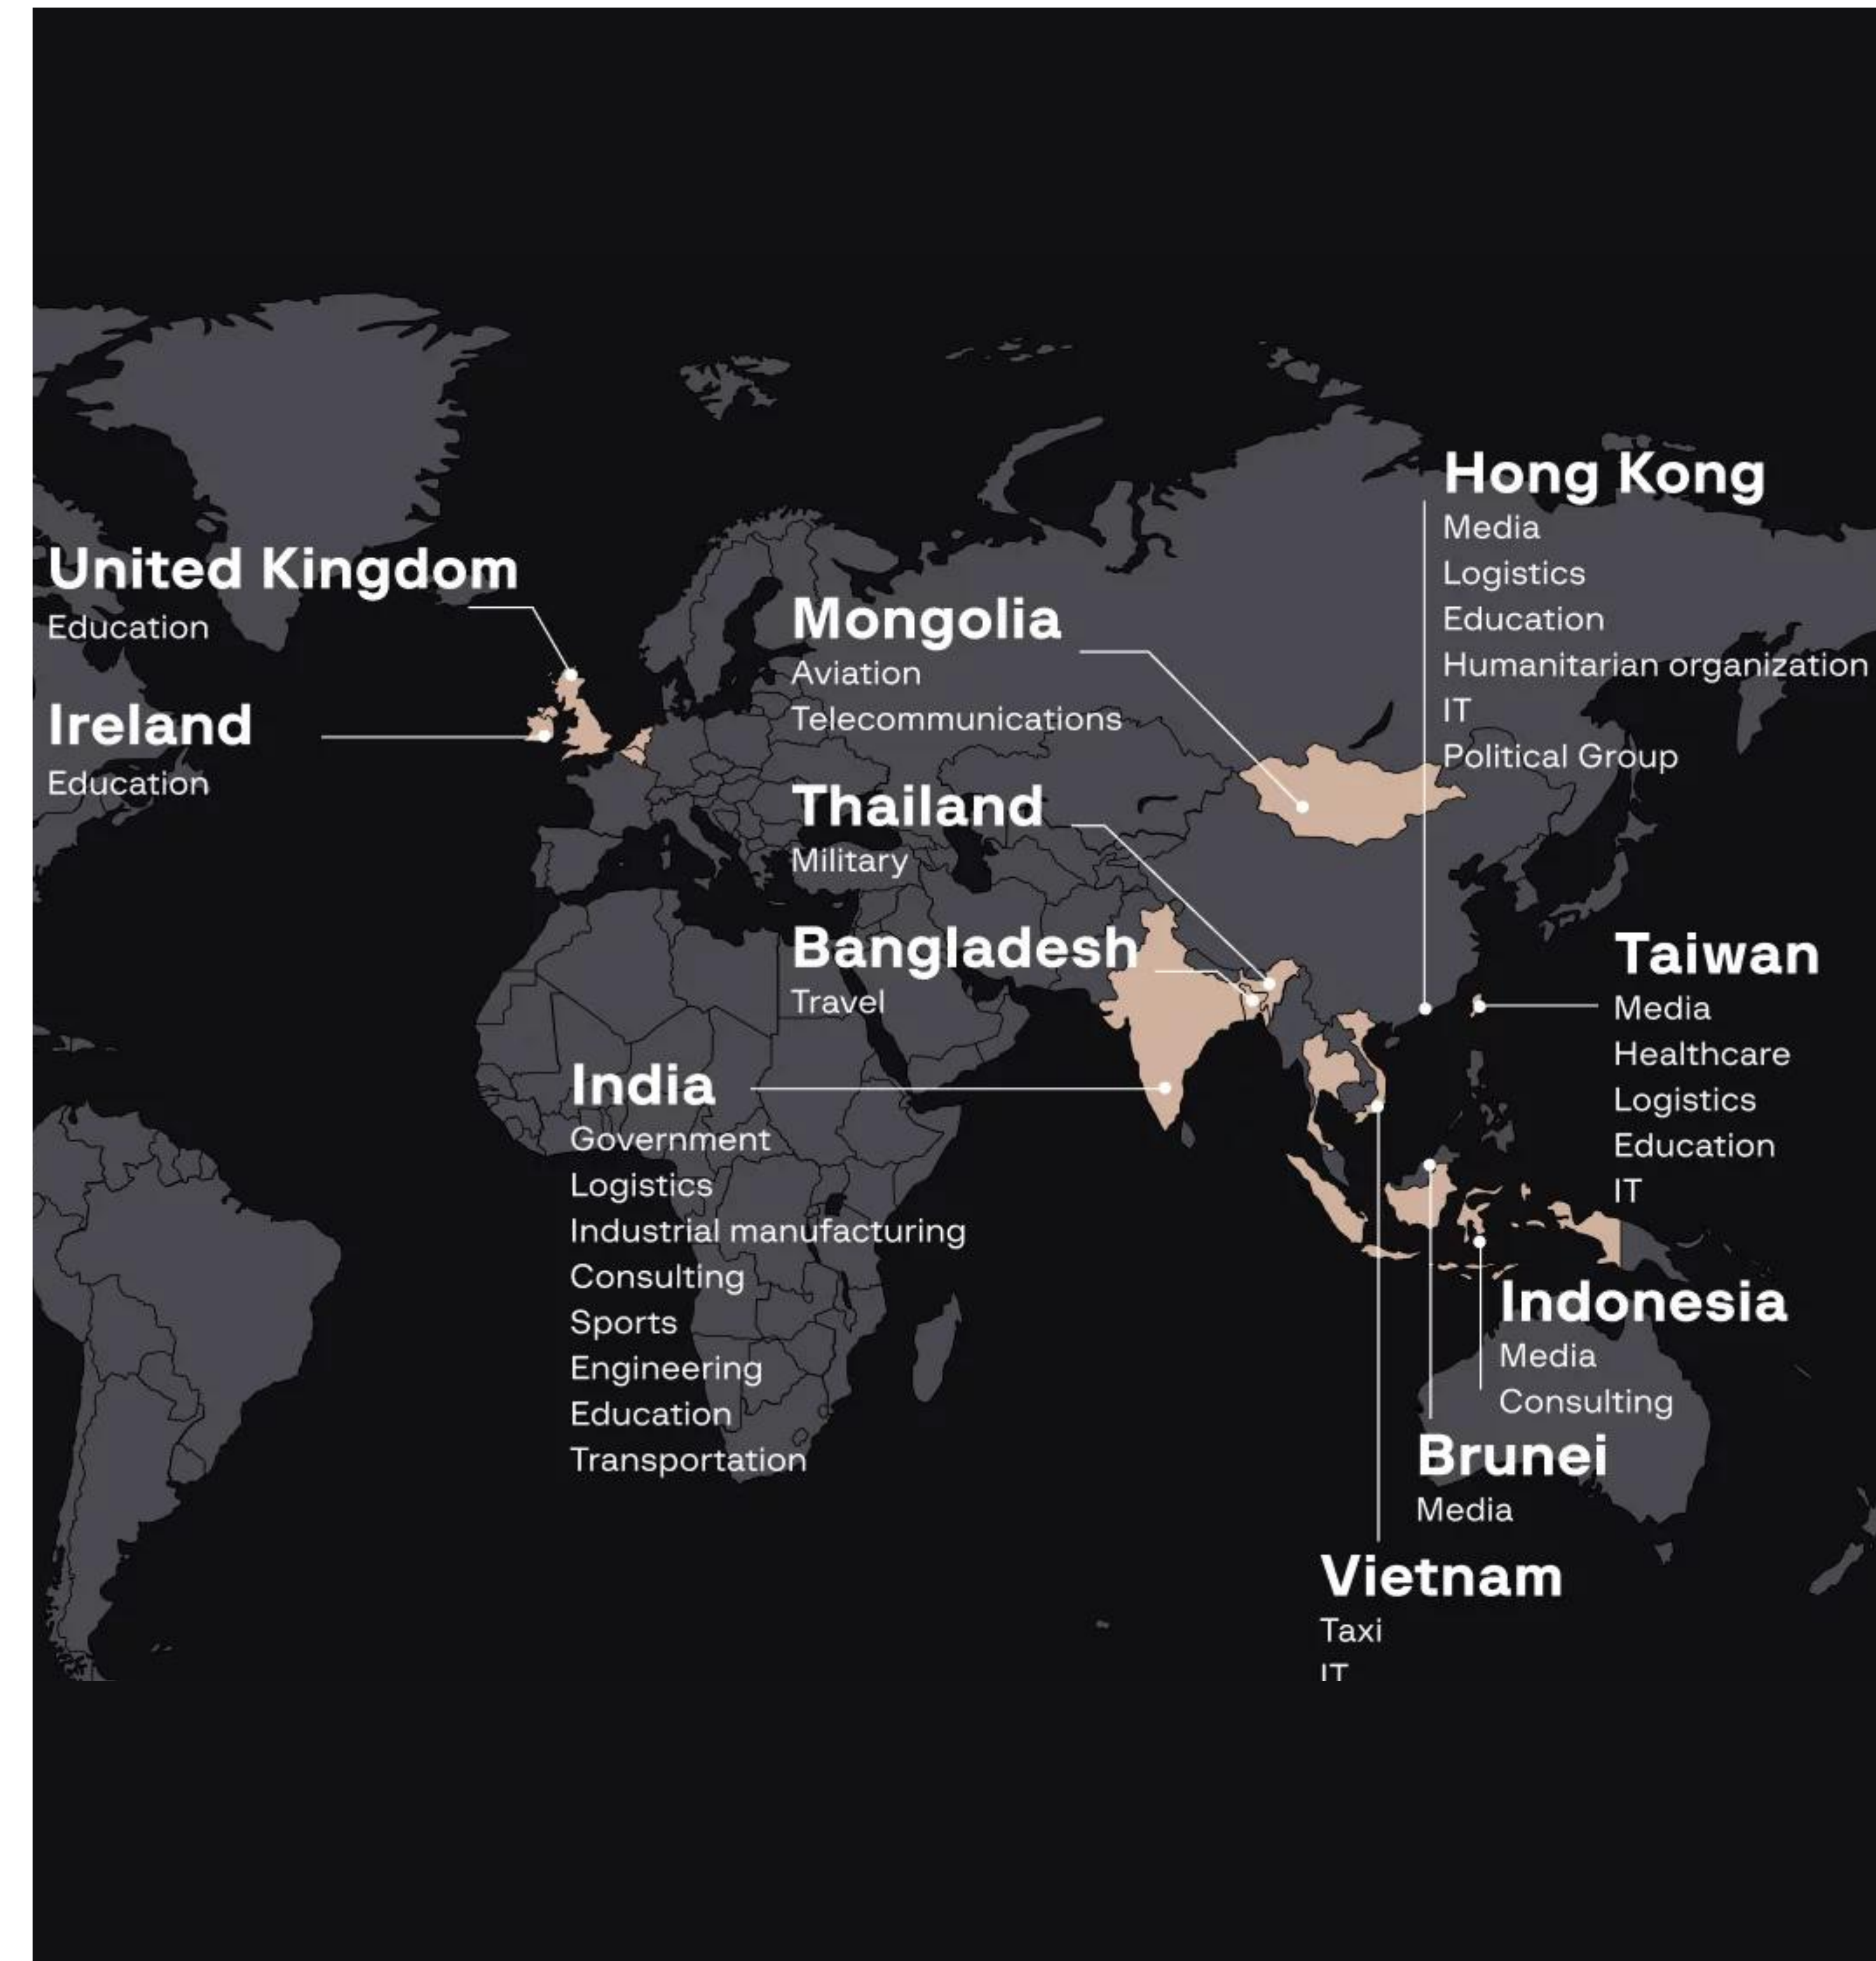 United Kingdom
Education
Ireland
Education
Mongolia
Aviation
Telecommunications
Thailand
Military
Bangladesh
Travel
India
Government
Logistics
Industrial manufacturing
Consulting
Sports
Engineering
Education
Transportation
Hong Kong
Media
Logistics
Education
Humanitarian organization
IT
Political Group
Taiwan
Media
Healthcare
Logistics
Education
IT
Indonesia
Media
Consulting
Brunei
Media
Vietnam
Taxi
IT